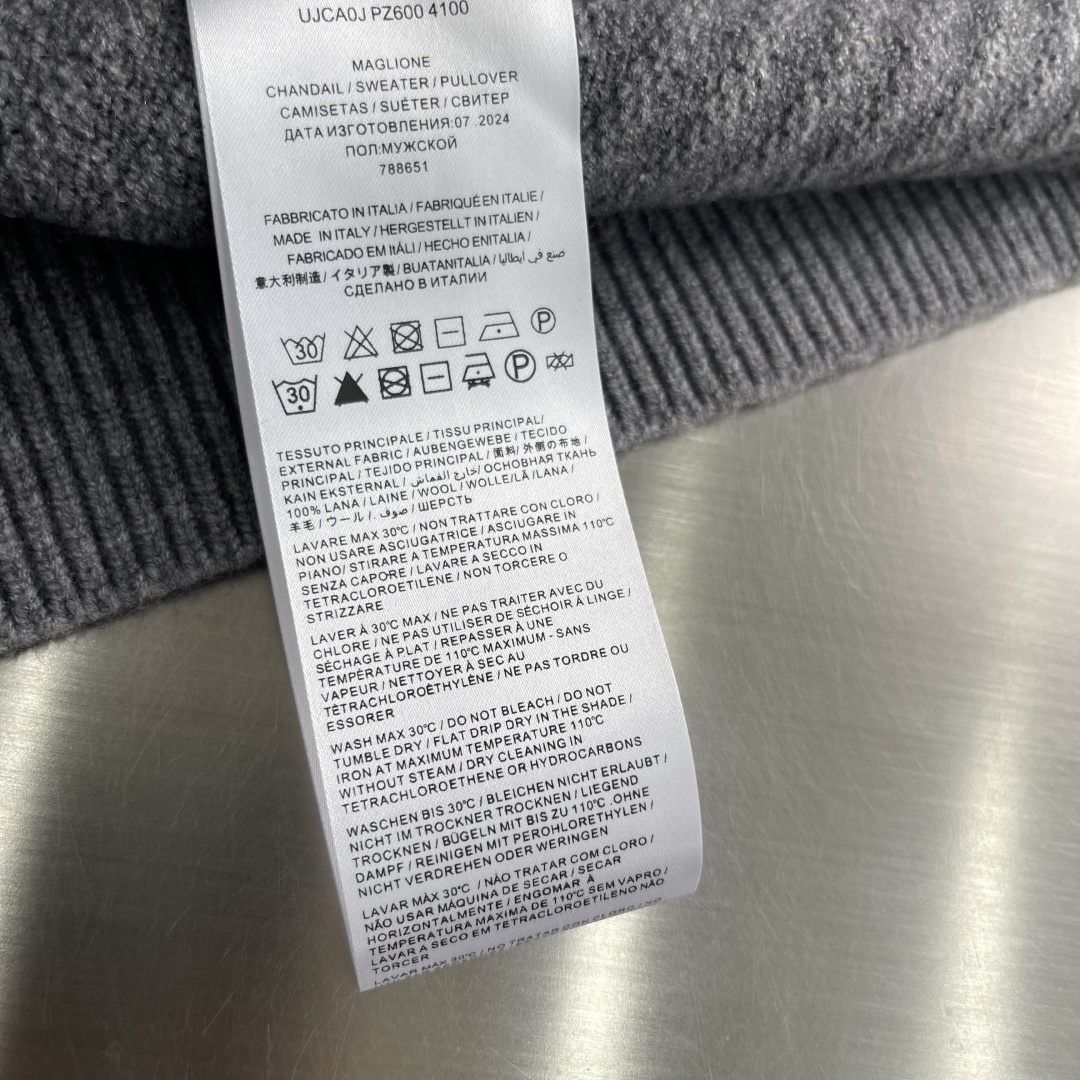 UJCA0J PZ600 4100
MAGLIONE
CHANDAIL / SWEATER / PULLOVER
CAMISETAS / SUÉTER / СВИТЕР
ДАТА ИЗГОТОВЛЕНИЯ:07 .2024
ПОЛ:МУЖСКОЙ
788651
FABBRICATO IN ITALIA / FABRIQUÉ EN ITALIE /
MADE IN ITALY / HERGESTELLT IN ITALIEN /
FABRICADO EM IIÁLI / HECHO ENITALIA /
意大利制造 / イタリア製 / BUATANITALIA / صنع في ايطاليا
СДЕЛАНО В ИТАЛИИ
30
30
TESSUTO PRINCIPALE / TISSU PRINCIPAL/
EXTERNAL FABRIC / AUBENGEWEBE / TECIDO
PRINCIPAL / TEJIDO PRINCIPAL / 面料/ 外側の布地 /
KAIN EKSTERNAL / خارج القماش/ ОСНОВНАЯ ТКАНЬ
100% LANA / LAINE / WOOL / WOLLE/LÃ /LANA /
羊毛 / ウール / صوف / ШЕРСТЬ
LAVARE MAX 30℃ / NON TRATTARE CON CLORO /
NON USARE ASCIUGATRICE / ASCIUGARE IN
PIANO/ STIRARE A TEMPERATURA MASSIMA 110℃
SENZA CAPORE / LAVARE A SECCO IN
TETRACLOROETILENE / NON TORCERE O
STRIZZARE
LAVER À 30℃ MAX / NE PAS TRAITER AVEC DU
CHLORE / NE PAS UTILISER DE SÉCHOIR Á LINGE /
SÉCHAGE À PLAT / REPASSER À UNE
TEMPÉRATURE DE 110℃ MAXIMUM - SANS
VAPEUR / NETTOYER À SEC AU
TÉTRACHLOROÉTHYLÈNE / NE PAS TORDRE OU
ESSORER
WASH MAX 30℃ / DO NOT BLEACH / DO NOT
TUMBLE DRY / FLAT DRIP DRY IN THE SHADE /
IRON AT MAXIMUM TEMPERATURE 110℃
WITHOUT STEAM / DRY CLEANING IN
TETRACHLOROETHENE OR HYDROCARBONS
WASCHEN BIS 30℃ / BLEICHEN NICHT ERLAUBT /
NICHT IM TROCKNER TROCKNEN / LIEGEND
TROCKNEN / BÜGELN MIT BIS ZU 110℃ .OHNE
DAMPF / REINIGEN MIT PEROHLORETHYLEN /
NICHT VERDREHEN ODER WERINGEN
LAVAR MÁX 30℃ / NÃO TRATAR COM CLORO /
NÃO USAR MÁQUINA DE SECAR / SECAR
HORIZONTALMENTE / ENGOMAR À
TEMPERATURA MAXIMA DE 110℃ SEM VAPRO /
LAVAR A SECO EM TETRACLOROETILENO NÃO
TORCER
LAVAR MÁX 30℃ / NO TRATAR CON CLORO / NO